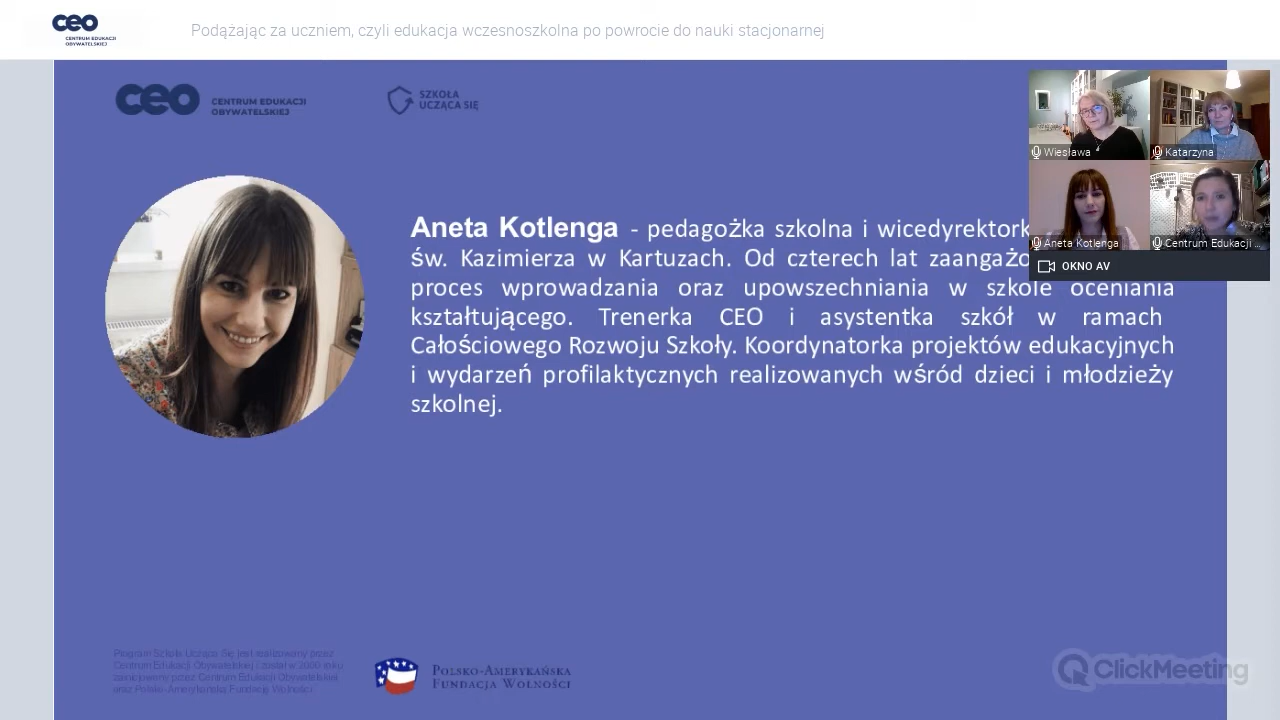 ceo
CENTRUM EDUKACJI
OBYWATELSKIEJ
Podążając za uczniem, czyli edukacja wczesnoszkolna po powrocie do nauki stacjonarnej
ceo CENTRUM EDUKACJI
OBYWATELSKIEJ
SZKOŁA
UCZĄCA SIĘ
Wiesława
Katarzyna
Aneta Kotlenga
Centrum Edukacji ...
OKNO AV
Aneta Kotlenga - pedagożka szkolna i
św. Kazimierza w Kartuzach. Od czterech lat
proces wprowadzania oraz upowszechniania w szkole oceniania
kształtującego. Trenerka CEO i asystentka szkół w ramach
Całościowego Rozwoju Szkoły. Koordynatorka projektów edukacyjnych
i wydarzeń profilaktycznych realizowanych wśród dzieci i młodzieży
szkolnej.
Program Szkoła Ucząca Się jest realizowany przez
Centrum Edukacji Obywatelskiej i został w 2000 roku
zainicjowany przez Centrum Edukacji Obywatelskiej
oraz Polsko-Amerykańską Fundację Wolności.
POLSKO-AMERYKAŃSKA
FUNDACJA WOLNOŚCI
ClickMeeting